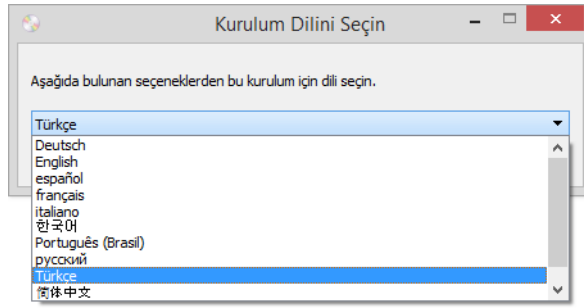 Kurulum Dilini Seçin
Aşağıda bulunan seçeneklerden bu kurulum için dili seçin.
Türkçe
Deutsch
English
español
français
italiano
한국어
Português (Brasil)
русский
Türkçe
简体中文